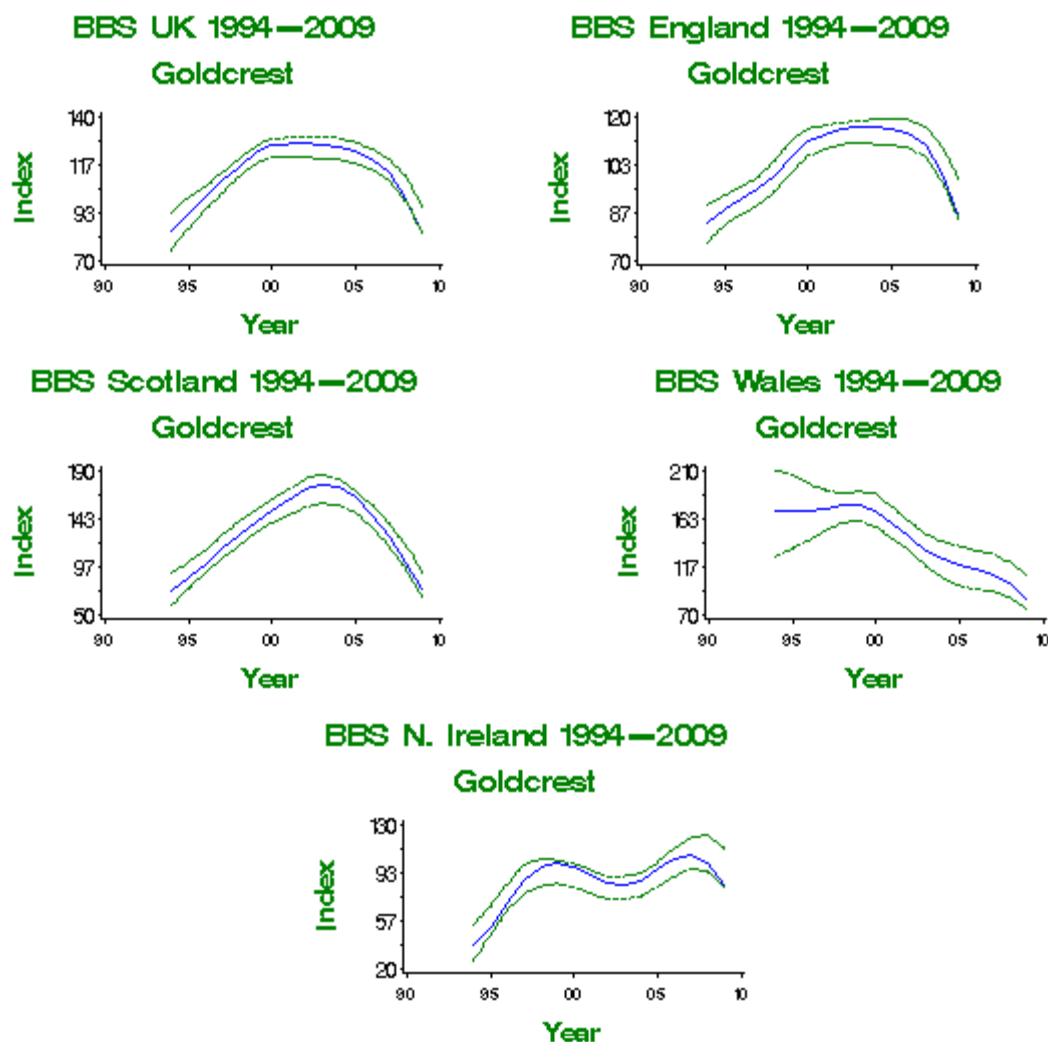 BBS UK 1994—2009
Goldcrest
140
117
93
70
Index
90 95 00 05 10
Year
BBS England 1994—2009
Goldcrest
120
103
87
70
Index
90 95 00 05 10
Year
BBS Scotland 1994—2009
Goldcrest
190
143
97
50
Index
90 95 00 05 10
Year
BBS Wales 1994—2009
Goldcrest
210
163
117
70
Index
90 95 00 05 10
Year
BBS N. Ireland 1994—2009
Goldcrest
130
93
57
20
Index
90 95 00 05 10
Year